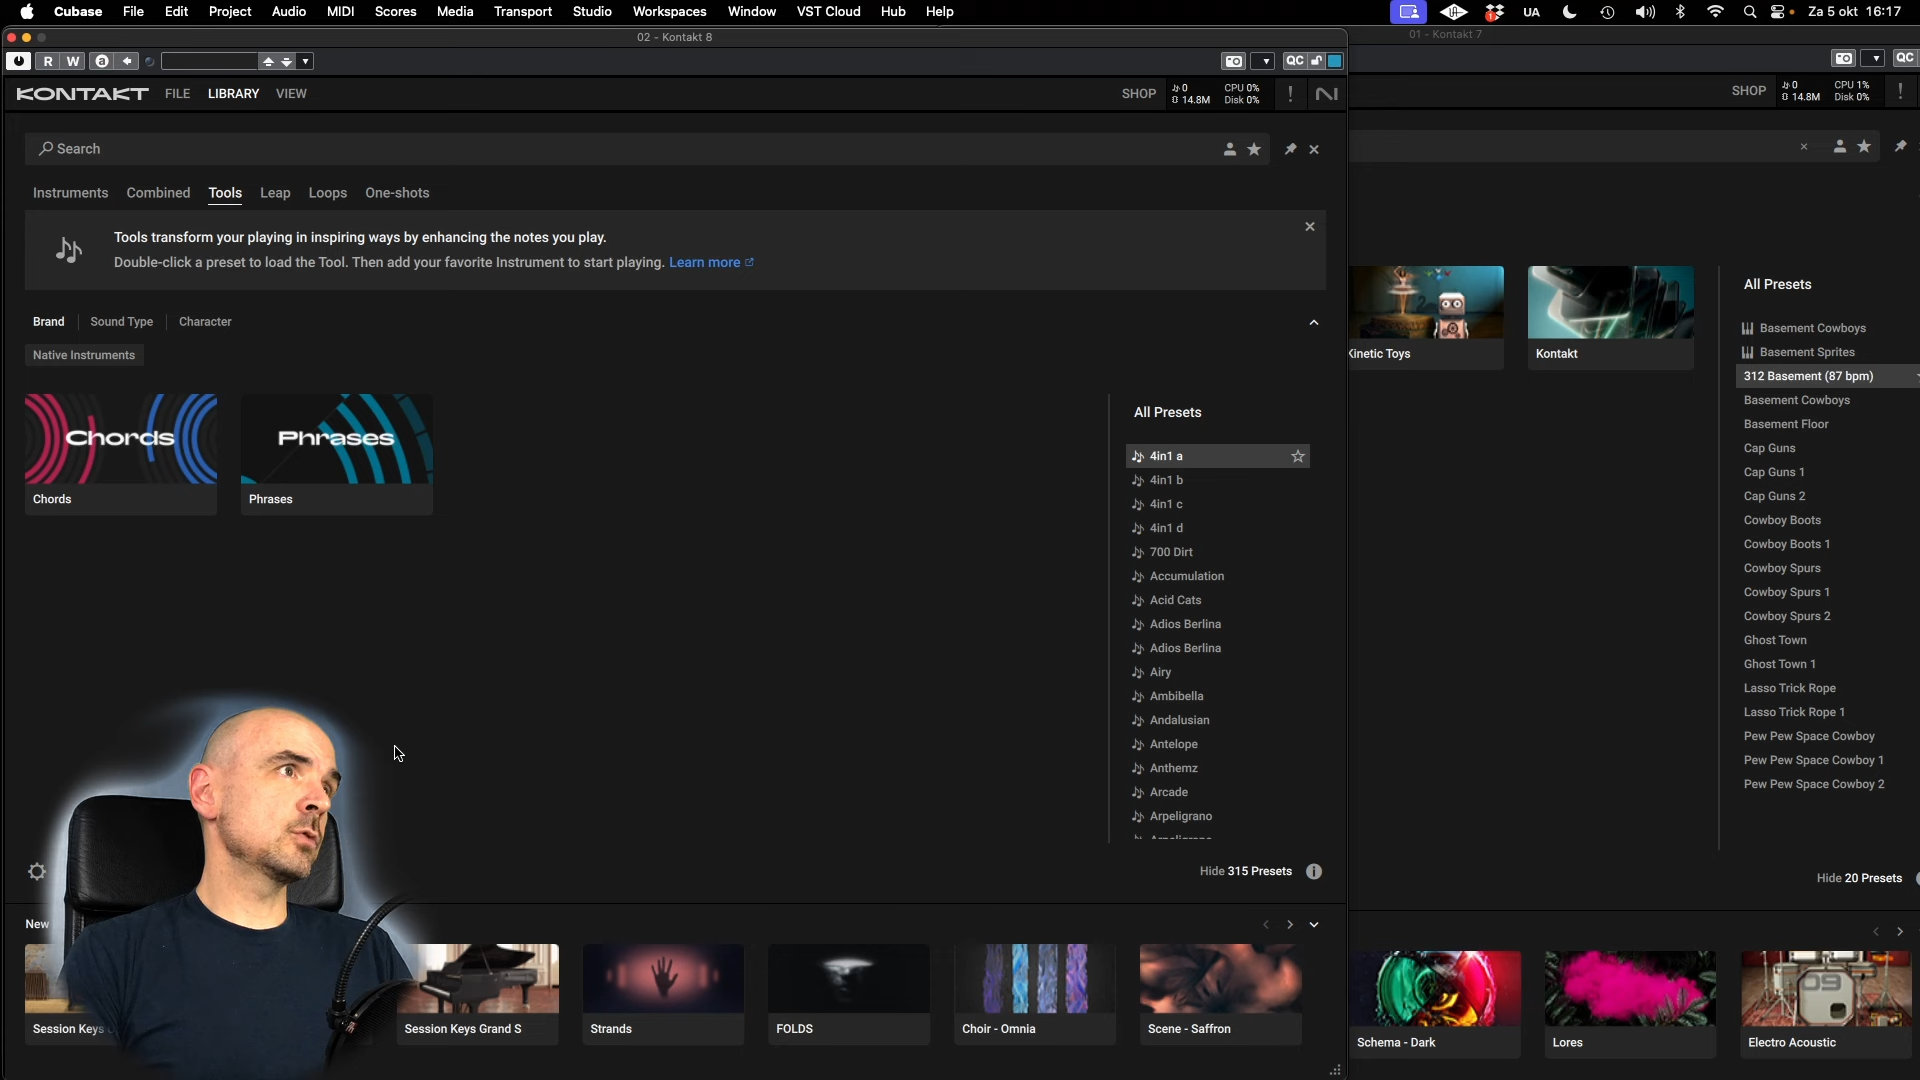 Cubase File Edit Project Audio MIDI Scores Media Transport Studio Workspaces Window VST Cloud Hub Help
UA
Za 5 okt 16:17
02 - Kontakt 8
01 - Kontakt 7
R W a
QC
QC
KONTAKT FILE LIBRARY VIEW
SHOP
0
14.8M
CPU 0%
Disk 0%
SHOP
0
14.8M
CPU 1%
Disk 0%
Search
Instruments Combined Tools Leap Loops One-shots
Tools transform your playing in inspiring ways by enhancing the notes you play.
Double-click a preset to load the Tool. Then add your favorite Instrument to start playing. Learn more
Brand Sound Type Character
Native Instruments
Chords
Chords
Phrases
Phrases
All Presets
4in1 a
4in1 b
4in1 c
4in1 d
700 Dirt
Accumulation
Acid Cats
Adios Berlina
Adios Berlina
Airy
Ambibella
Andalusian
Antelope
Anthemz
Arcade
Arpeligrano
Hide 315 Presets
New
Session Keys
Session Keys Grand S
Strands
FOLDS
Choir - Omnia
Scene - Saffron
Kinetic Toys
Kontakt
All Presets
Basement Cowboys
Basement Sprites
312 Basement (87 bpm)
Basement Cowboys
Basement Floor
Cap Guns
Cap Guns 1
Cap Guns 2
Cowboy Boots
Cowboy Boots 1
Cowboy Spurs
Cowboy Spurs 1
Cowboy Spurs 2
Ghost Town
Ghost Town 1
Lasso Trick Rope
Lasso Trick Rope 1
Pew Pew Space Cowboy
Pew Pew Space Cowboy 1
Pew Pew Space Cowboy 2
Hide 20 Presets
Schema - Dark
Lores
09
Electro Acoustic